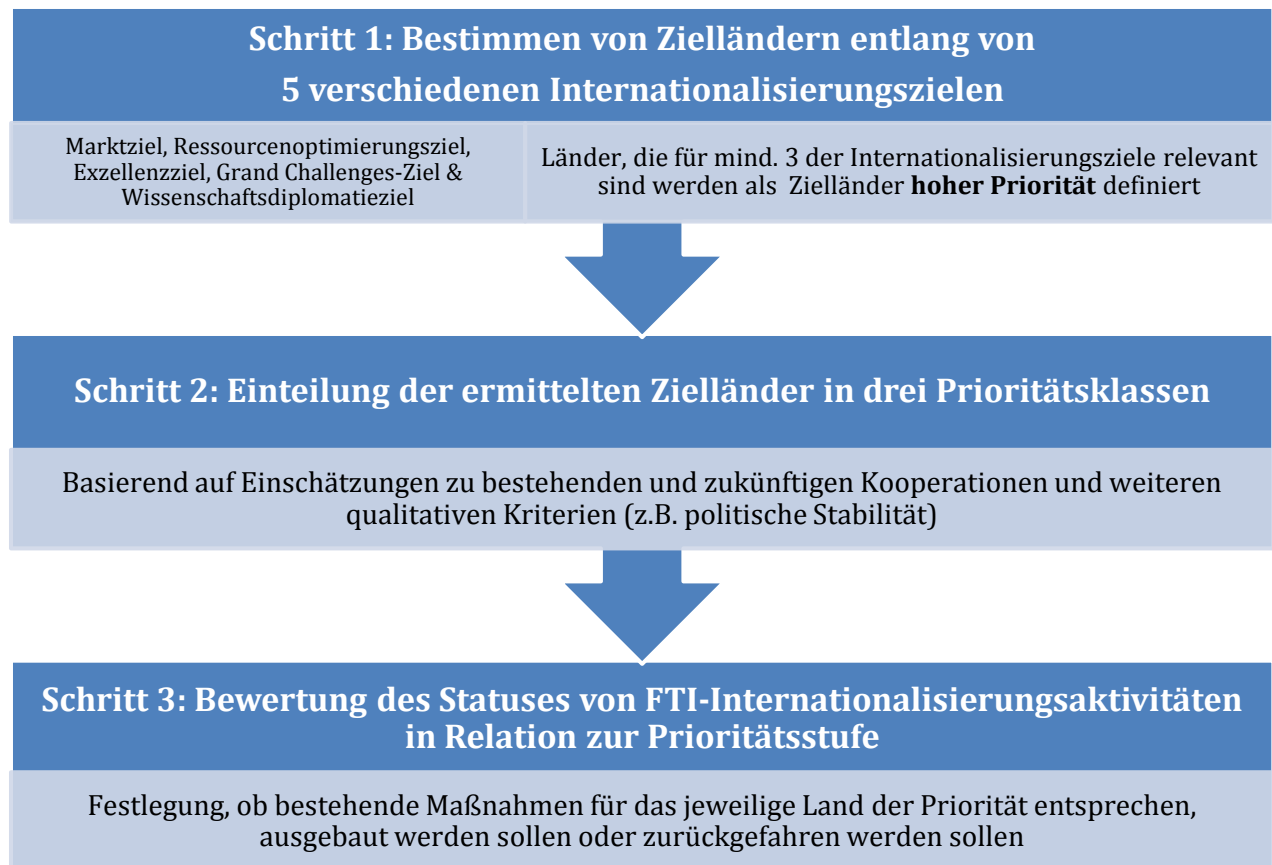 Schritt 1: Bestimmen von Zielländern entlang von
5 verschiedenen Internationalisierungszielen
Marktziel, Ressourcenoptimierungsziel,
Exzellenzziel, Grand Challenges-Ziel &
Wissenschaftsdiplomatieziel
Länder, die für mind. 3 der Internationalisierungsziele relevant
sind werden als Zielländer hoher Priorität definiert
Schritt 2: Einteilung der ermittelten Zielländer in drei Prioritätsklassen
Basierend auf Einschätzungen zu bestehenden und zukünftigen Kooperationen und weiteren
qualitativen Kriterien (z.B. politische Stabilität)
Schritt 3: Bewertung des Statuses von FTI-Internationalisierungsaktivitäten
in Relation zur Prioritätsstufe
Festlegung, ob bestehende Maßnahmen für das jeweilige Land der Priorität entsprechen,
ausgebaut werden sollen oder zurückgefahren werden sollen